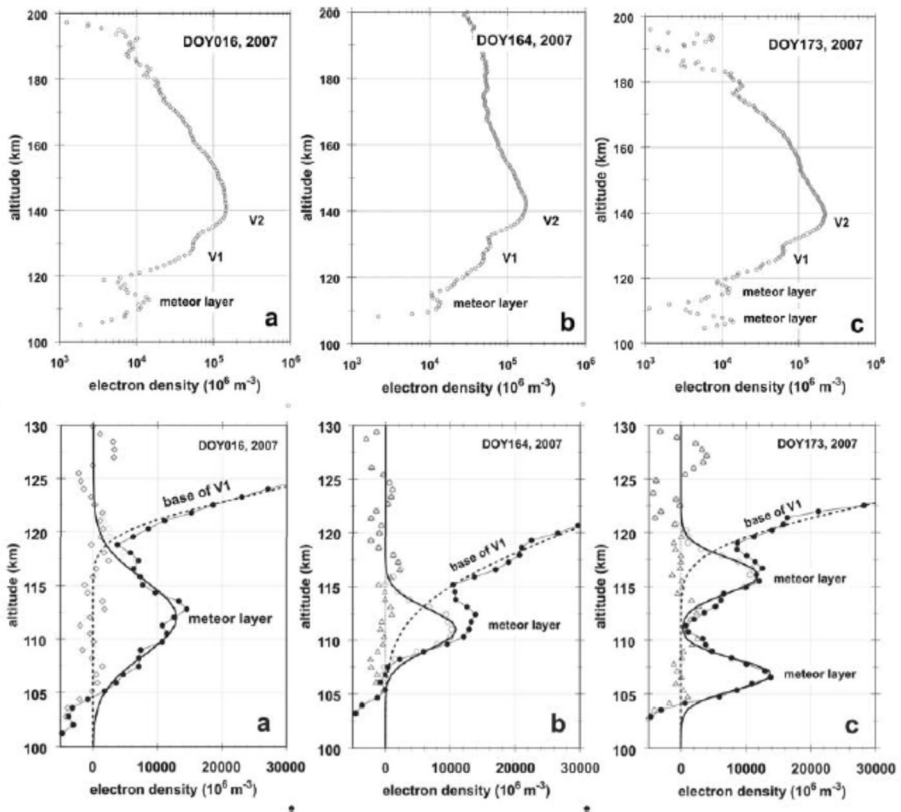 200
180
160
140
120
100
altitude (km)
DOY016, 2007
V2
V1
meteor layer
a
10³ 10⁴ 10⁵ 10⁶
electron density (10⁶ m⁻³)
200
180
160
140
120
100
altitude (km)
DOY164, 2007
V2
V1
meteor layer
b
10³ 10⁴ 10⁵ 10⁶
electron density (10⁶ m⁻³)
200
180
160
140
120
100
altitude (km)
DOY173, 2007
V2
V1
meteor layer
meteor layer
c
10³ 10⁴ 10⁵ 10⁶
electron density (10⁶ m⁻³)
130
125
120
115
110
105
100
altitude (km)
DOY016, 2007
base of V1
meteor layer
a
0 10000 20000 30000
electron density (10⁶ m⁻³)
130
125
120
115
110
105
100
altitude (km)
DOY164, 2007
base of V1
meteor layer
b
0 10000 20000 30000
electron density (10⁶ m⁻³)
130
125
120
115
110
105
100
altitude (km)
DOY173, 2007
base of V1
meteor layer
meteor layer
c
0 10000 20000 30000
electron density (10⁶ m⁻³)